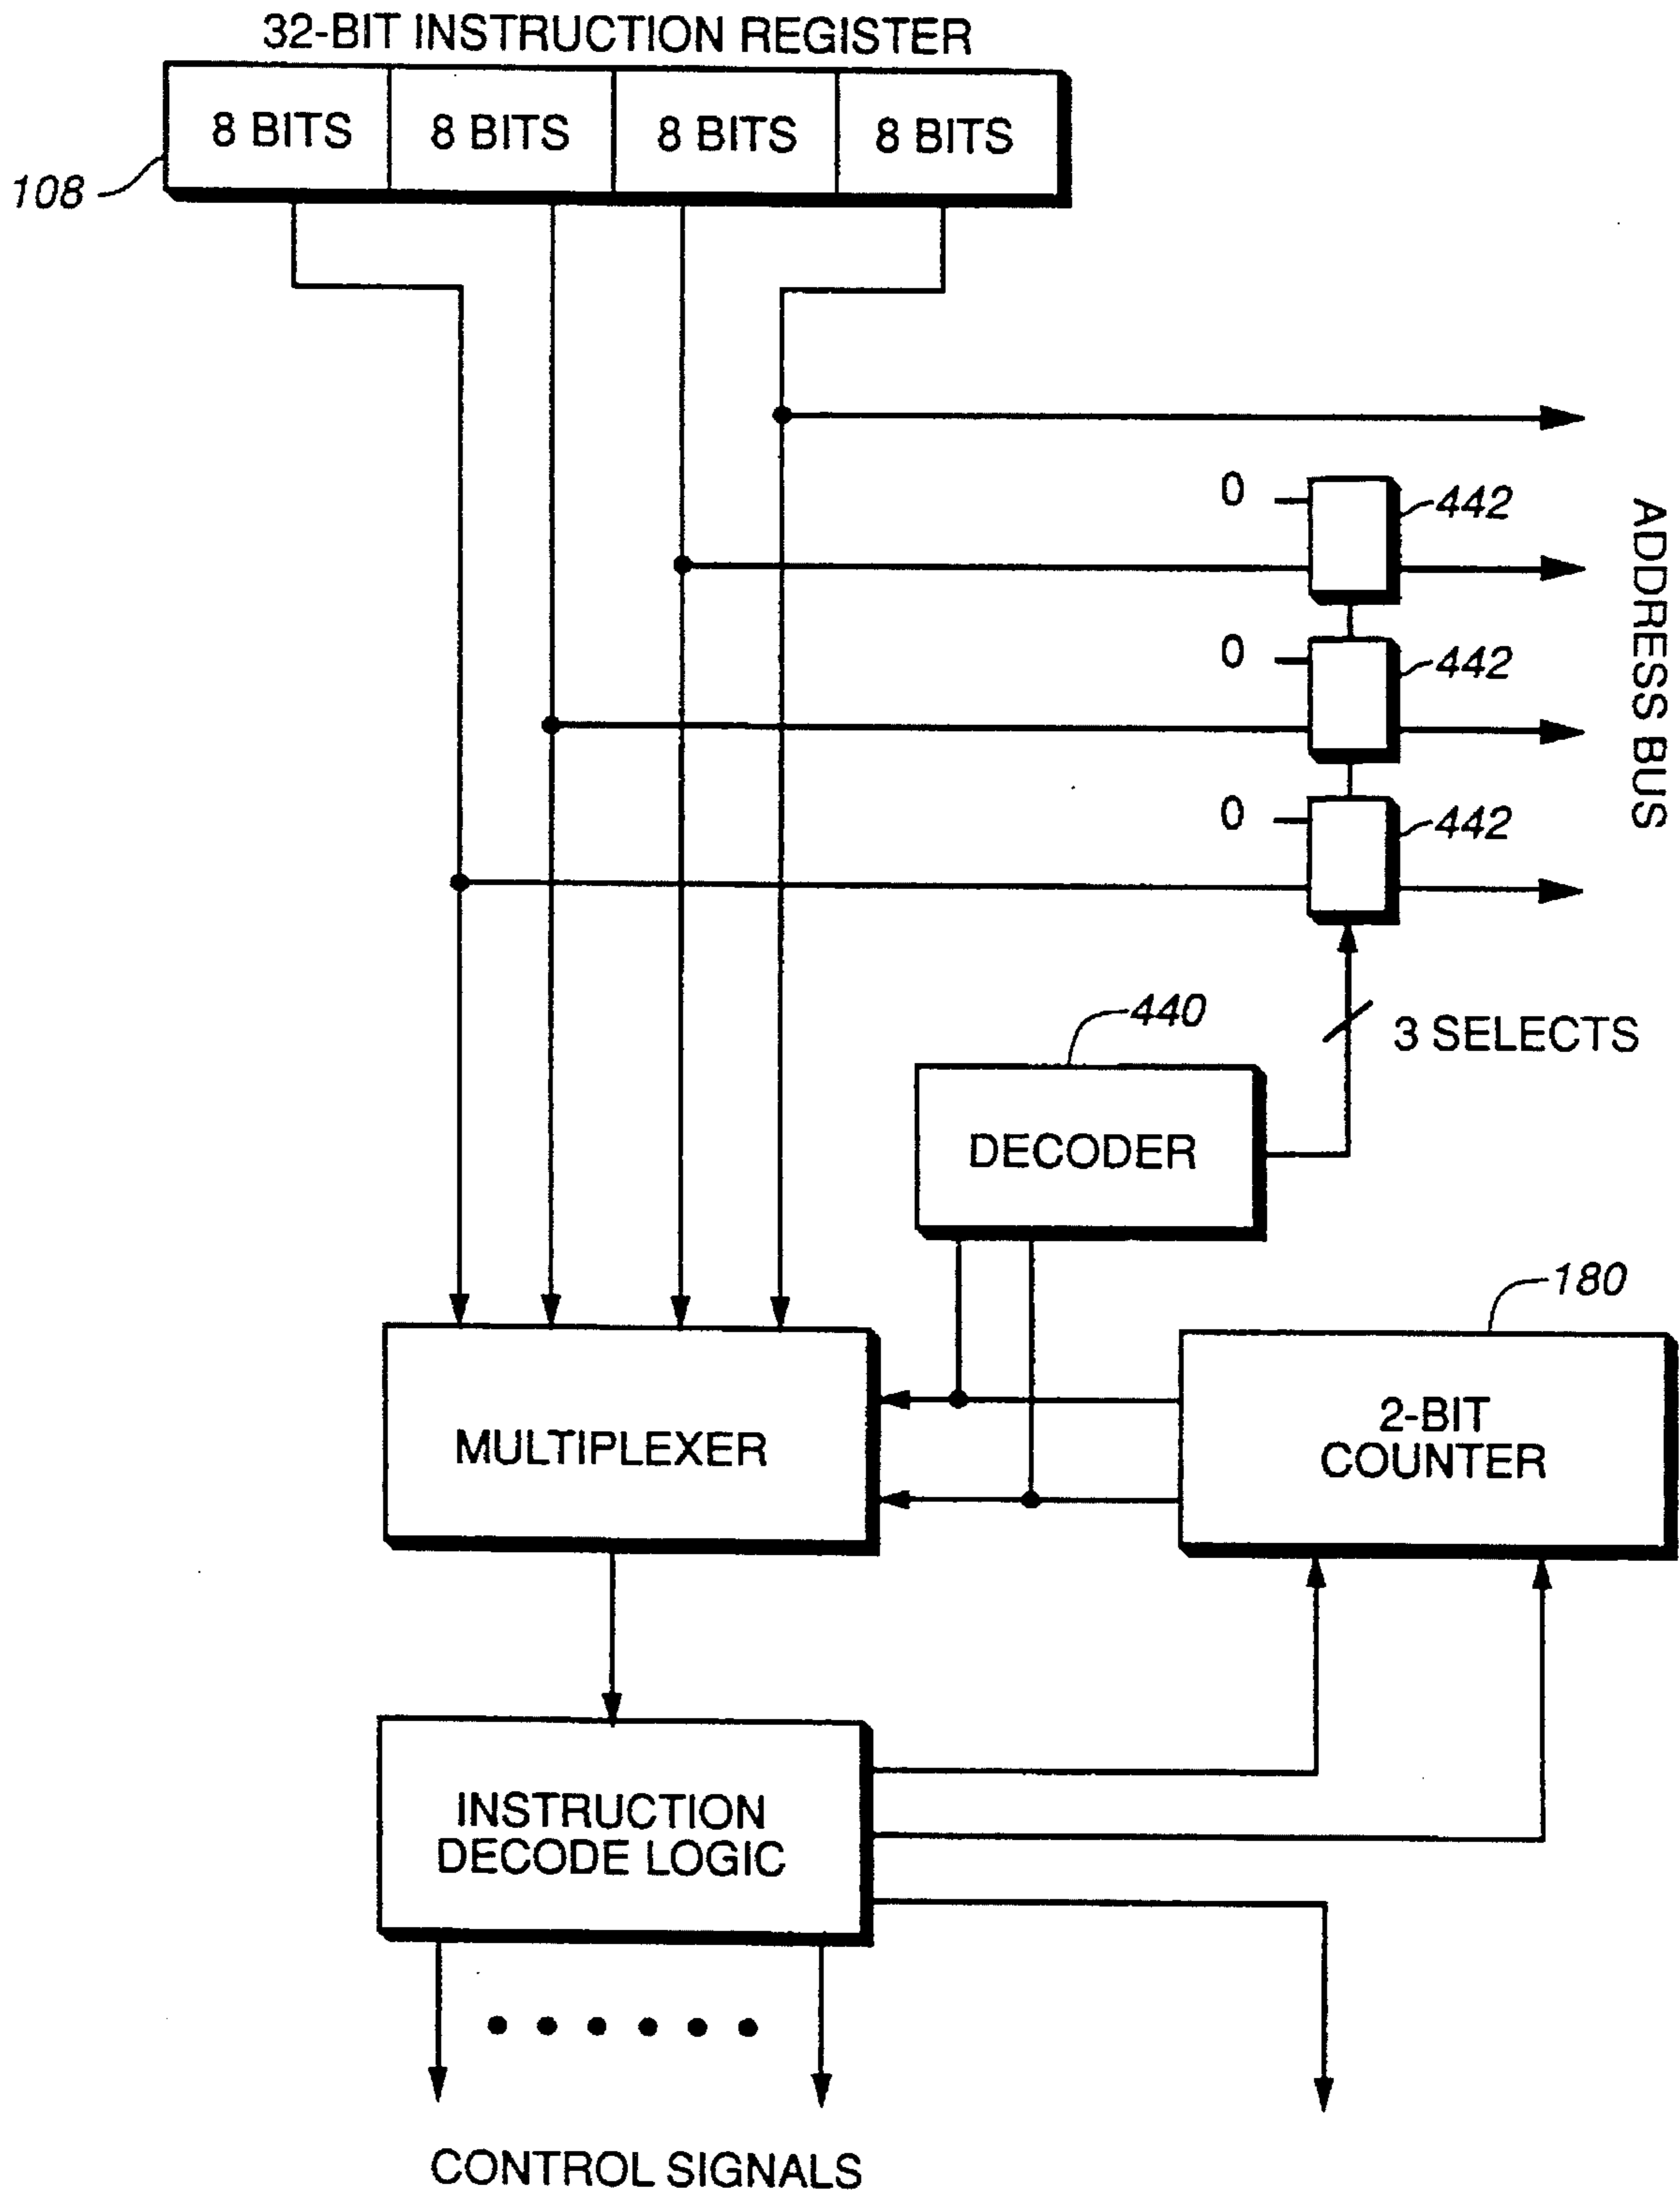 32-BIT INSTRUCTION REGISTER
8 BITS 8 BITS 8 BITS 8 BITS
108
0 442
0 442
0 442
ADDRESS BUS
3 SELECTS
440
DECODER
180
MULTIPLEXER
2-BIT
COUNTER
INSTRUCTION
DECODE LOGIC
CONTROL SIGNALS